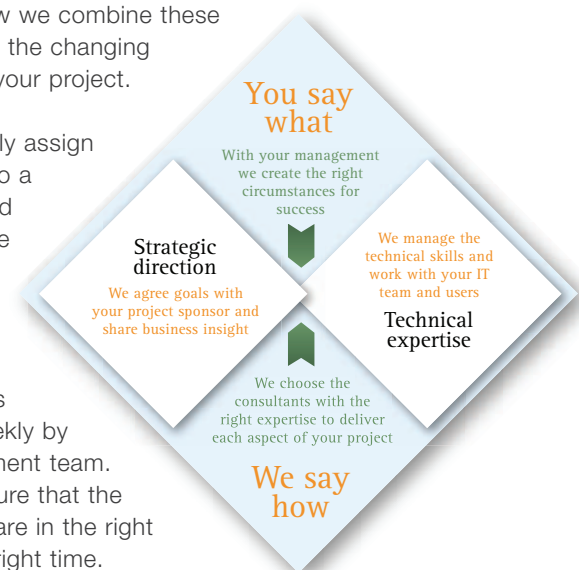 w we combine these
the changing
your project.
ly assign
o a
d
e
s
ekly by
ment team.
ure that the
are in the right
right time.
You say
what
With your management
we create the right
circumstances for
success
Strategic
direction
We agree goals with
your project sponsor and
share business insight
We manage the
technical skills and
work with your IT
team and users
Technical
expertise
We choose the
consultants with the
right expertise to deliver
each aspect of your project
We say
how